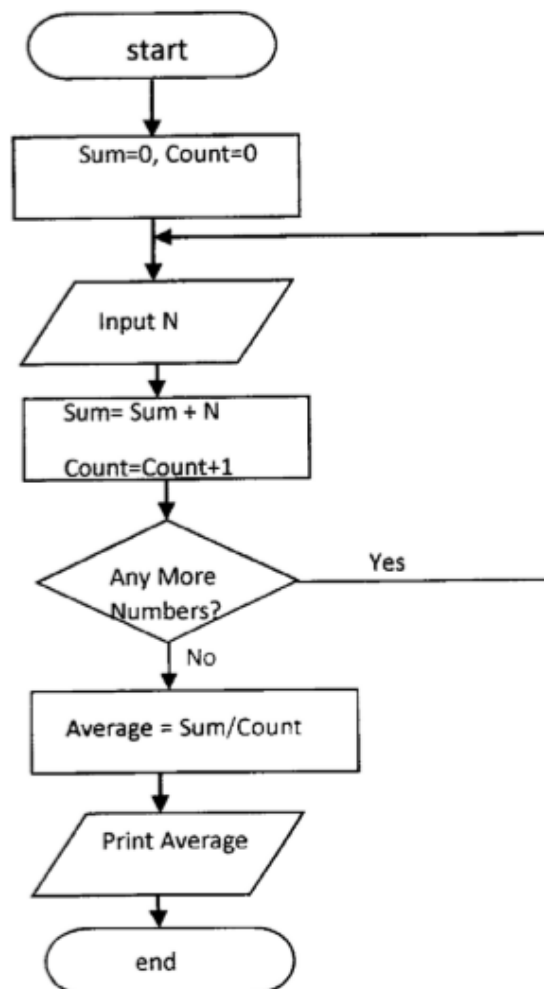 start
Sum=0, Count=0
Input N
Sum= Sum + N
Count=Count+1
Any More
Numbers?
Yes
No
Average = Sum/Count
Print Average
end